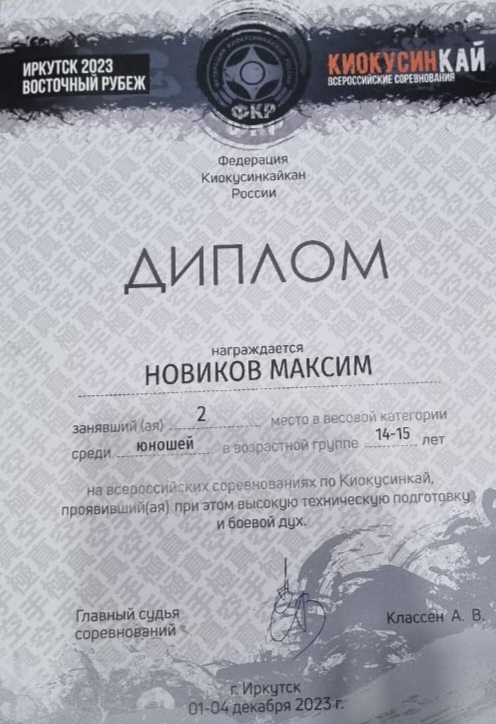 ИРКУТСК 2023
ВОСТОЧНЫЙ РУБЕЖ
КИОКУСИНКАЙ
ВСЕРОССИЙСКИЕ СОРЕВНОВАНИЯ
ФКР
Федерация
Киокусинкайкан
России
ДИПЛОМ
награждается
НОВИКОВ МАКСИМ
занявший (ая) 2 место в весовой категории
среди юношей в возрастной группе 14-15 лет
на всероссийских соревнованиях по Киокусинкай,
проявивший(ая) при этом высокую техническую подготовку
и боевой дух.
Главный судья
соревнований
Классен А. В.
г. Иркутск
01-04 декабря 2023 г.